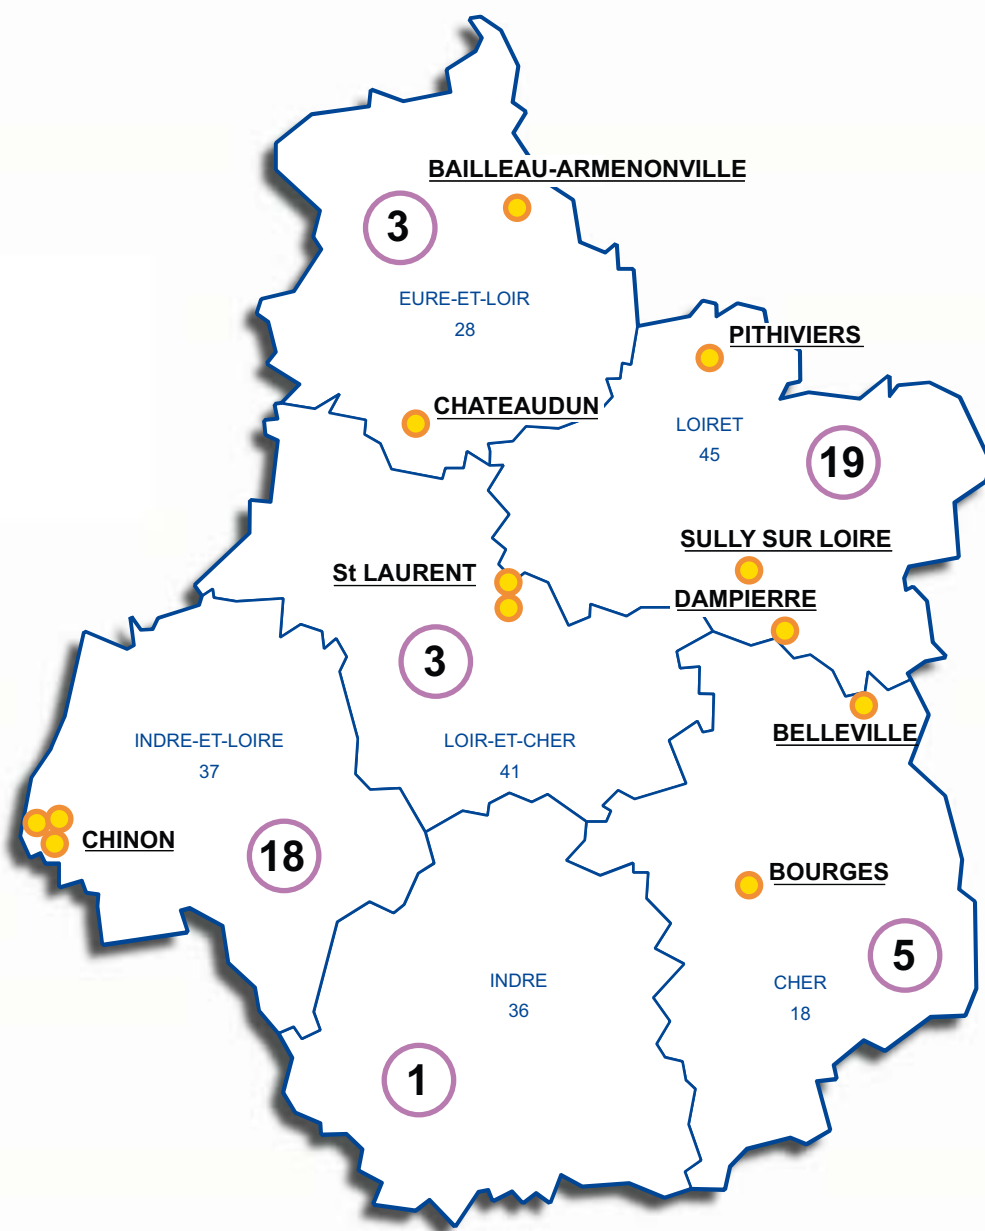 BAILLEAU-ARMENONVILLE
3
EURE-ET-LOIR
28
PITHIVIERS
CHATEAUDUN
LOIRET
45
19
SULLY SUR LOIRE
St LAURENT
DAMPIERRE
3
BELLEVILLE
INDRE-ET-LOIRE
37
LOIR-ET-CHER
41
CHINON
18
BOURGES
5
INDRE
36
CHER
18
1